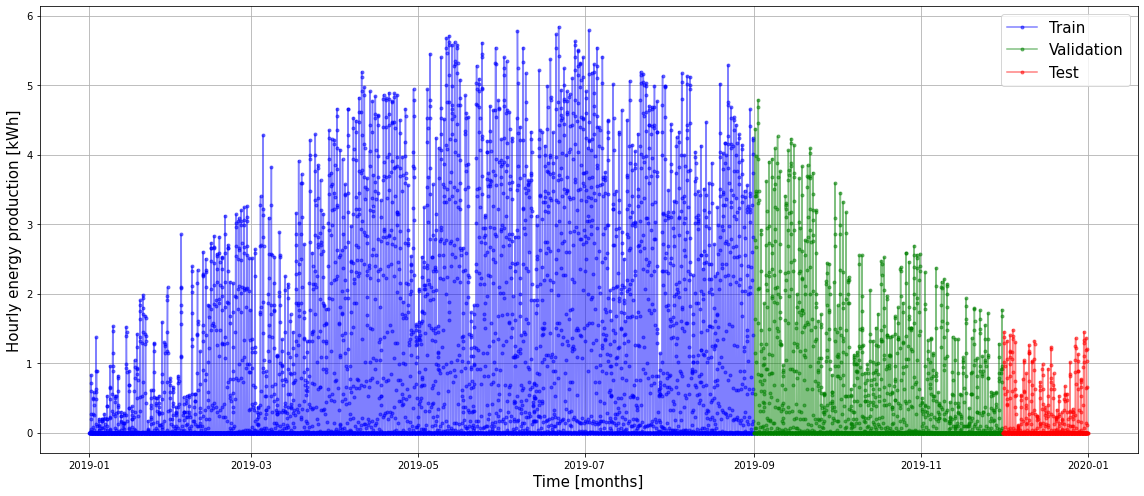 Hourly energy production [kWh]
6
5
4
3
2
1
0
Train
Validation
Test
2019-01
2019-03
2019-05
2019-07
2019-09
2019-11
2020-01
Time [months]